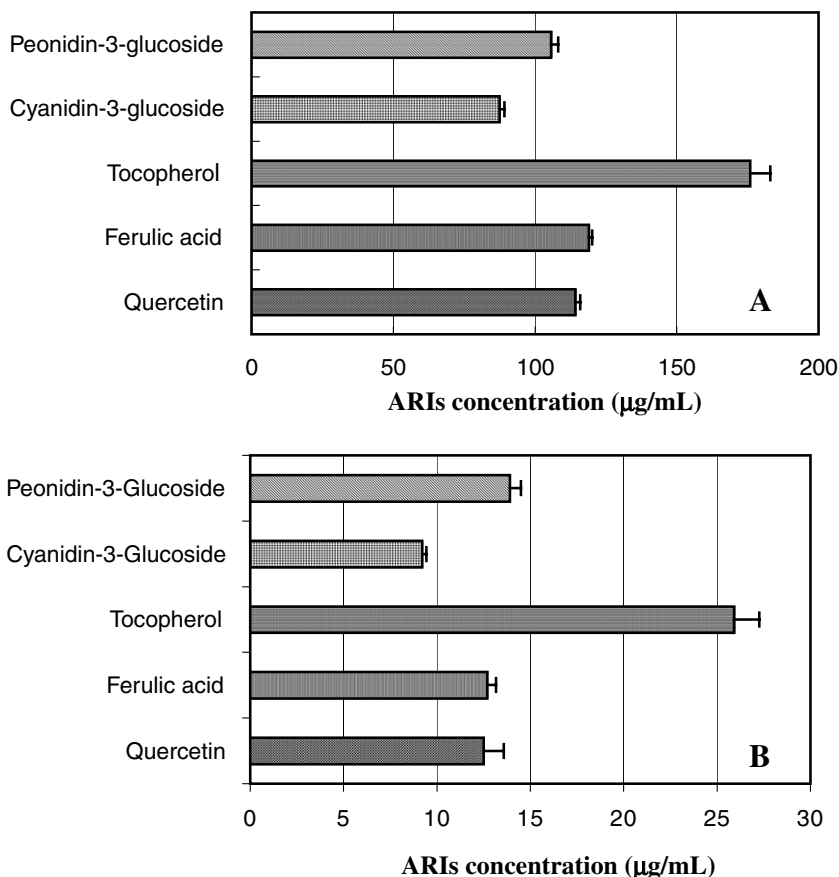 Peonidin-3-glucoside
Cyanidin-3-glucoside
Tocopherol
Ferulic acid
Quercetin
A
0 50 100 150 200
ARIs concentration (μg/mL)
Peonidin-3-Glucoside
Cyanidin-3-Glucoside
Tocopherol
Ferulic acid
Quercetin
B
0 5 10 15 20 25 30
ARIs concentration (μg/mL)